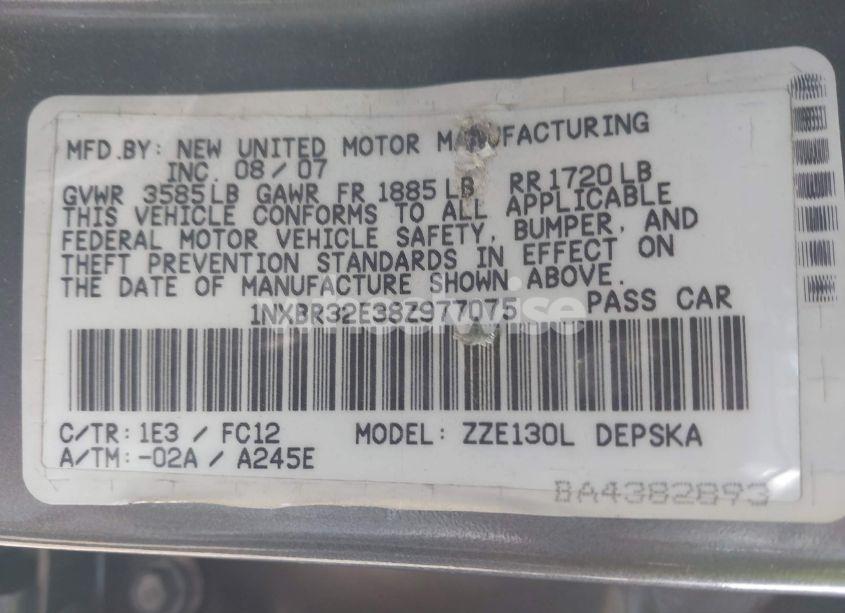 MFD.BY: NEW UNITED MOTOR MANUFACTURING
INC. 08/07
GVWR 3585LB GAWR FR 1885LB RR 1720LB
THIS VEHICLE CONFORMS TO ALL APPLICABLE
FEDERAL MOTOR VEHICLE SAFETY, BUMPER, AND
THEFT PREVENTION STANDARDS IN EFFECT ON
THE DATE OF MANUFACTURE SHOWN ABOVE.
1NXBR32E38Z977075 PASS CAR
C/TR: 1E3 / FC12 MODEL: ZZE130L DEPSKA
A/TM: -02A / A245E
BA4382893